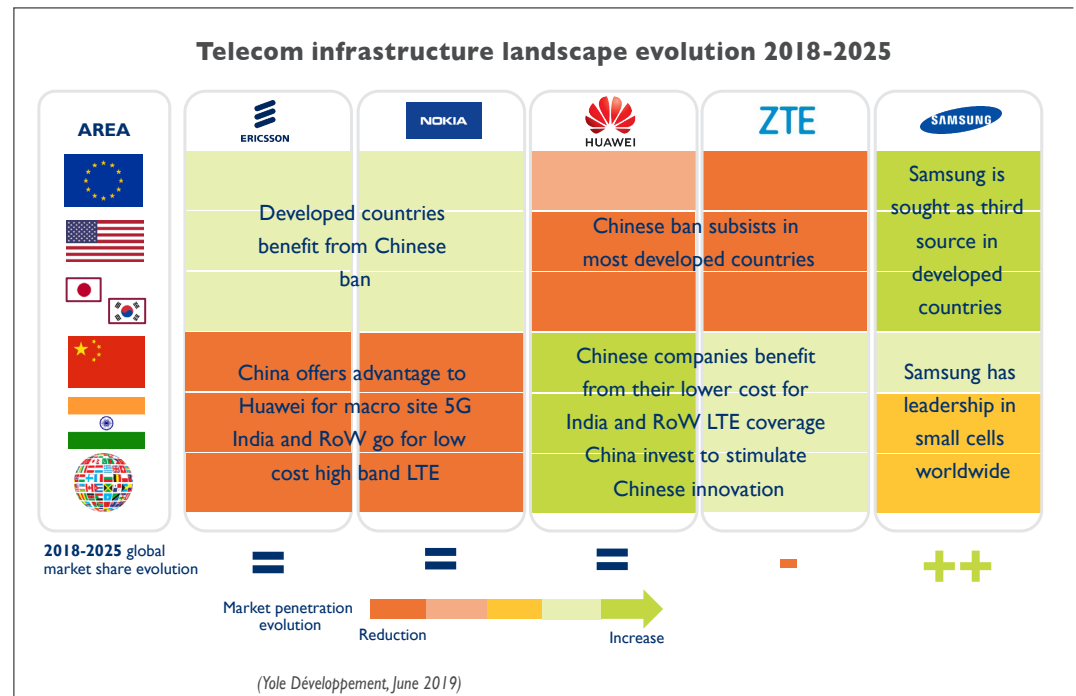 Telecom infrastructure landscape evolution 2018-2025
AREA
ERICSSON
NOKIA
HUAWEI
ZTE
SAMSUNG
Developed countries
benefit from Chinese
ban
Chinese ban subsists in
most developed countries
Samsung is
sought as third
source in
developed
countries
China offers advantage to
Huawei for macro site 5G
India and RoW go for low
cost high band LTE
Chinese companies benefit
from their lower cost for
India and RoW LTE coverage
China invest to stimulate
Chinese innovation
Samsung has
leadership in
small cells
worldwide
2018-2025 global
market share evolution
=
=
=
-
++
Market penetration
evolution
Reduction
Increase
(Yole Développement, June 2019)